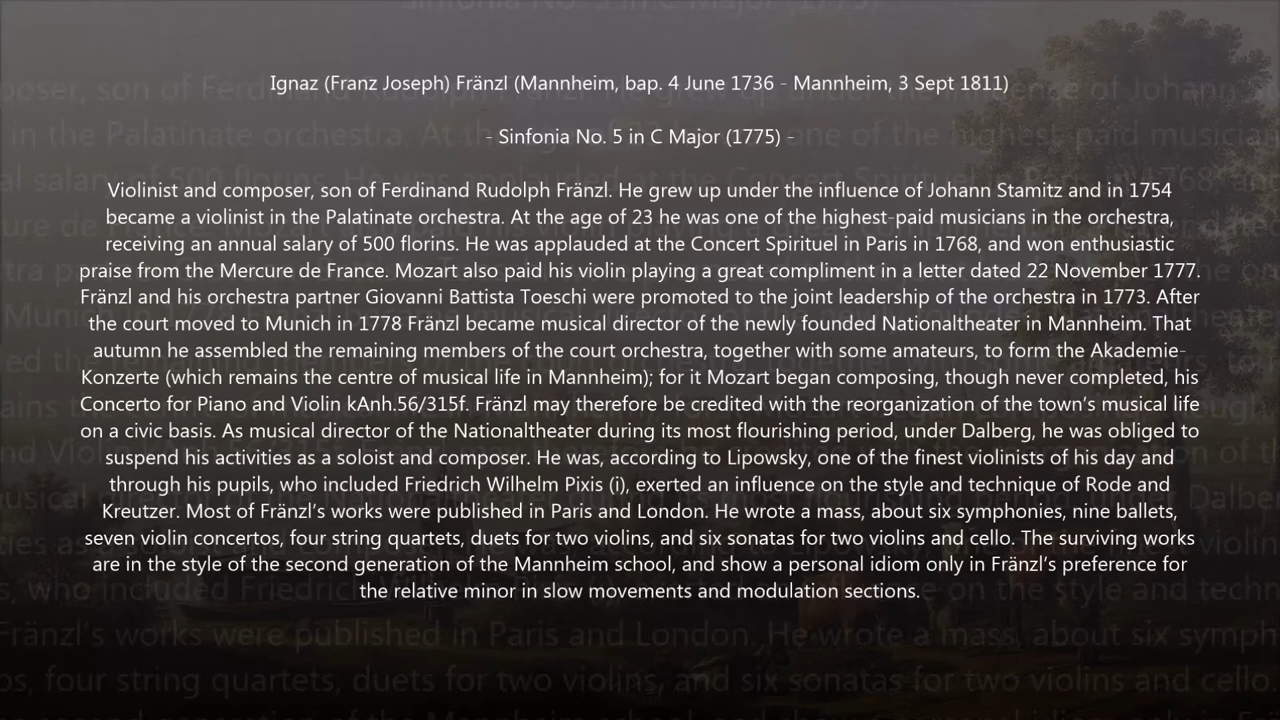 Ignaz (Franz Joseph) Fränzl (Mannheim, bap. 4 June 1736 - Mannheim, 3 Sept 1811)
- Sinfonia No. 5 in C Major (1775) -
Violinist and composer, son of Ferdinand Rudolph Fränzl. He grew up under the influence of Johann Stamitz and in 1754
became a violinist in the Palatinate orchestra. At the age of 23 he was one of the highest-paid musicians in the orchestra,
receiving an annual salary of 500 florins. He was applauded at the Concert Spirituel in Paris in 1768, and won enthusiastic
praise from the Mercure de France. Mozart also paid his violin playing a great compliment in a letter dated 22 November 1777.
Fränzl and his orchestra partner Giovanni Battista Toeschi were promoted to the joint leadership of the orchestra in 1773. After
the court moved to Munich in 1778 Fränzl became musical director of the newly founded Nationaltheater in Mannheim. That
autumn he assembled the remaining members of the court orchestra, together with some amateurs, to form the Akademie-
Konzerte (which remains the centre of musical life in Mannheim); for it Mozart began composing, though never completed, his
Concerto for Piano and Violin kAnh.56/315f. Fränzl may therefore be credited with the reorganization of the town's musical life
on a civic basis. As musical director of the Nationaltheater during its most flourishing period, under Dalberg, he was obliged to
suspend his activities as a soloist and composer. He was, according to Lipowsky, one of the finest violinists of his day and
through his pupils, who included Friedrich Wilhelm Pixis (i), exerted an influence on the style and technique of Rode and
Kreutzer. Most of Fränzl's works were published in Paris and London. He wrote a mass, about six symphonies, nine ballets,
seven violin concertos, four string quartets, duets for two violins, and six sonatas for two violins and cello. The surviving works
are in the style of the second generation of the Mannheim school, and show a personal idiom only in Fränzl's preference for
the relative minor in slow movements and modulation sections.